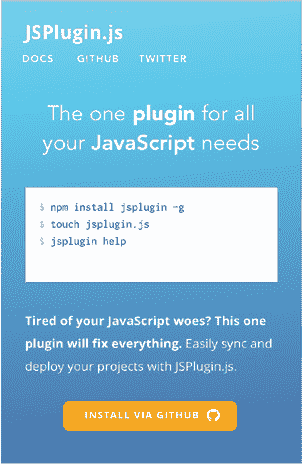 JSPlugin.js
DOCS GITHUB TWITTER
The one plugin for all
your JavaScript needs
$ npm install jsplugin -g
$ touch jsplugin.js
$ jsplugin help
Tired of your JavaScript woes? This one
plugin will fix everything. Easily sync and
deploy your projects with JSPlugin.js.
INSTALL VIA GITHUB